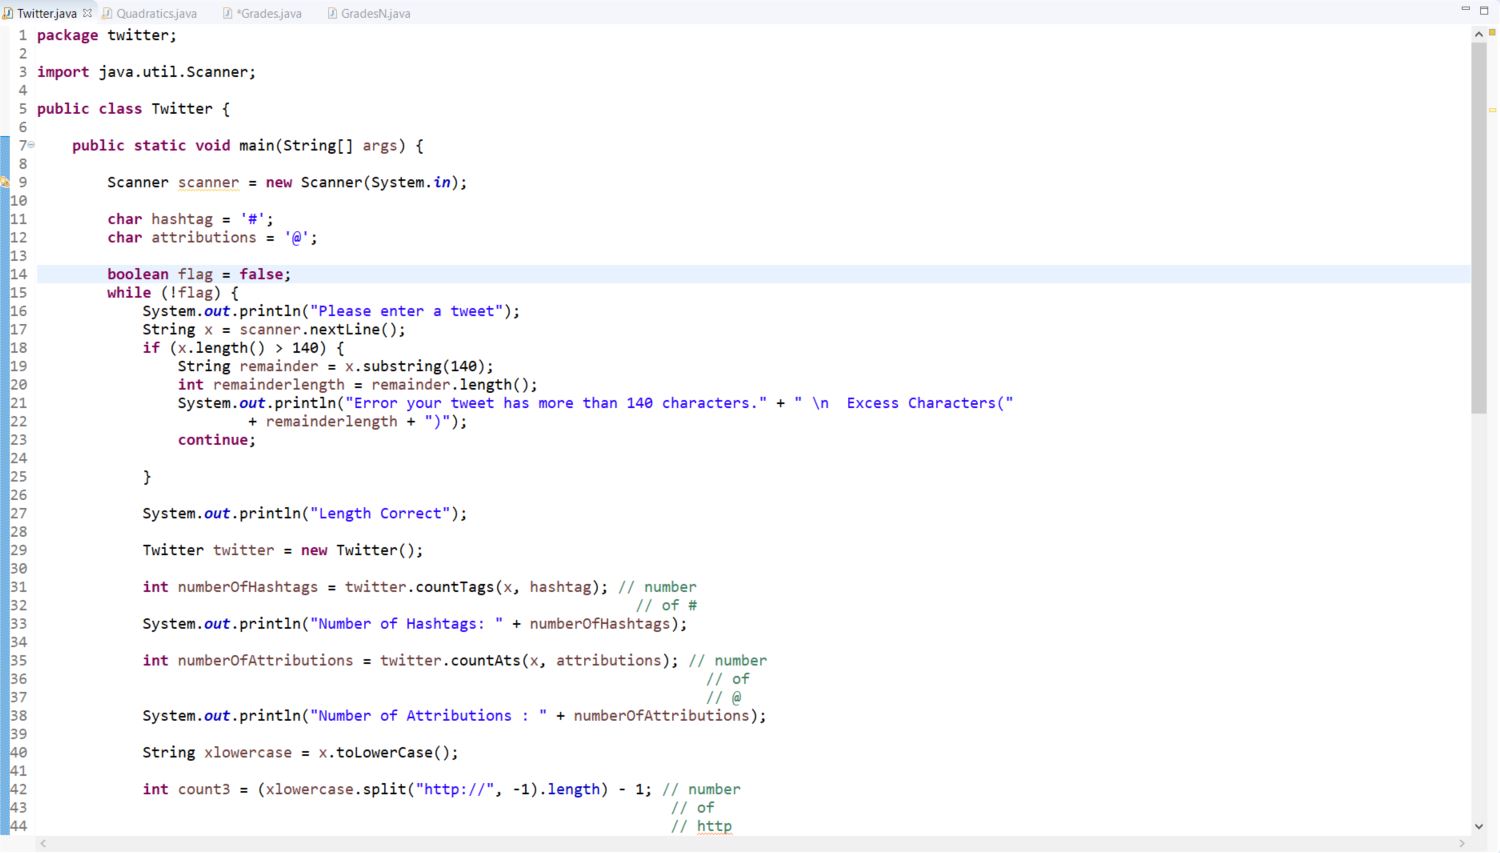 Twitter.java Quadratics.java *Grades.java GradesN.java
1 package twitter;
2
3 import java.util.Scanner;
4
5 public class Twitter {
6
7 public static void main(String[] args) {
8
9 Scanner scanner = new Scanner(System.in);
10
11 char hashtag = '#';
12 char attributions = '@';
13
14 boolean flag = false;
15 while (!flag) {
16 System.out.println("Please enter a tweet");
17 String x = scanner.nextLine();
18 if (x.length() > 140) {
19 String remainder = x.substring(140);
20 int remainderlength = remainder.length();
21 System.out.println("Error your tweet has more than 140 characters." + " \n  Excess Characters("
22 + remainderlength + ")");
23 continue;
24
25 }
26
27 System.out.println("Length Correct");
28
29 Twitter twitter = new Twitter();
30
31 int numberOfHashtags = twitter.countTags(x, hashtag); // number
32 // of #
33 System.out.println("Number of Hashtags: " + numberOfHashtags);
34
35 int numberOfAttributions = twitter.countAts(x, attributions); // number
36 // of
37 // @
38 System.out.println("Number of Attributions : " + numberOfAttributions);
39
40 String xlowercase = x.toLowerCase();
41
42 int count3 = (xlowercase.split("http://", -1).length) - 1; // number
43 // of
44 // http